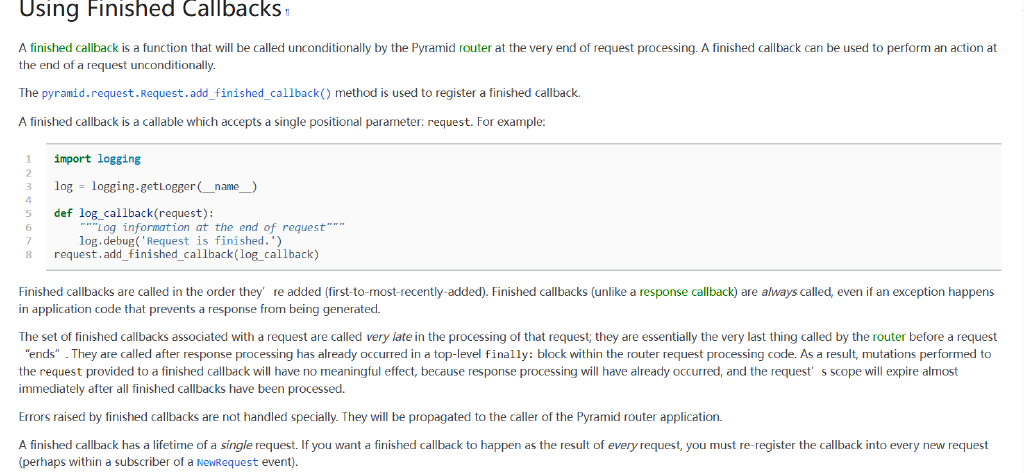 Using Finished Callbacks ¶
A finished callback is a function that will be called unconditionally by the Pyramid router at the very end of request processing. A finished callback can be used to perform an action at
the end of a request unconditionally.
The pyramid.request.Request.add_finished_callback() method is used to register a finished callback.
A finished callback is a callable which accepts a single positional parameter: request. For example:
1 import logging
2
3 log = logging.getLogger(__name__)
4
5 def log_callback(request):
6 """Log information at the end of request"""
7 log.debug('Request is finished.')
8 request.add_finished_callback(log_callback)
Finished callbacks are called in the order they' re added (first-to-most-recently-added). Finished callbacks (unlike a response callback) are always called, even if an exception happens
in application code that prevents a response from being generated.
The set of finished callbacks associated with a request are called very late in the processing of that request; they are essentially the very last thing called by the router before a request
"ends" . They are called after response processing has already occurred in a top-level finally: block within the router request processing code. As a result, mutations performed to
the request provided to a finished callback will have no meaningful effect, because response processing will have already occurred, and the request' s scope will expire almost
immediately after all finished callbacks have been processed.
Errors raised by finished callbacks are not handled specially. They will be propagated to the caller of the Pyramid router application.
A finished callback has a lifetime of a single request. If you want a finished callback to happen as the result of every request, you must re-register the callback into every new request
(perhaps within a subscriber of a NewRequest event).